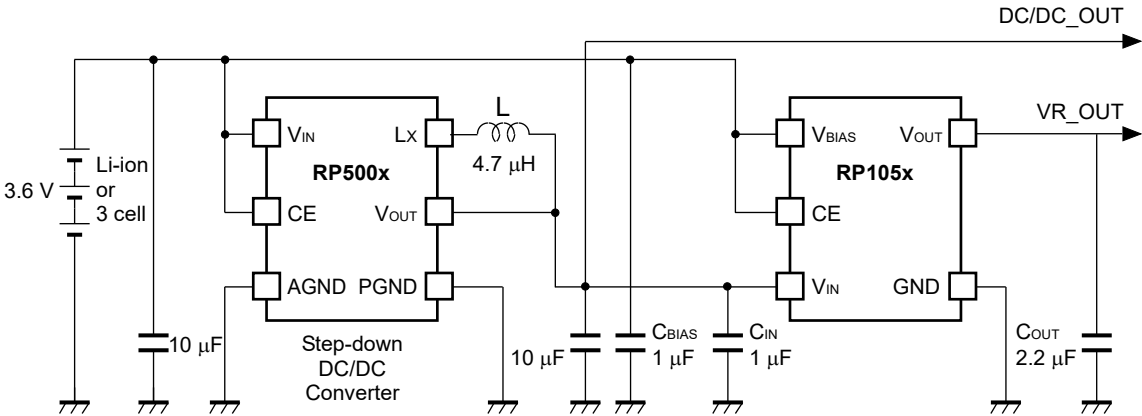 DC/DC_OUT
VR_OUT
L
4.7 μH
VIN
LX
RP500x
CE
VOUT
AGND
PGND
Step-down
DC/DC
Converter
3.6 V
Li-ion
or
3 cell
10 μF
10 μF
CBIAS
1 μF
CIN
1 μF
VBIAS
VOUT
RP105x
CE
VIN
GND
COUT
2.2 μF